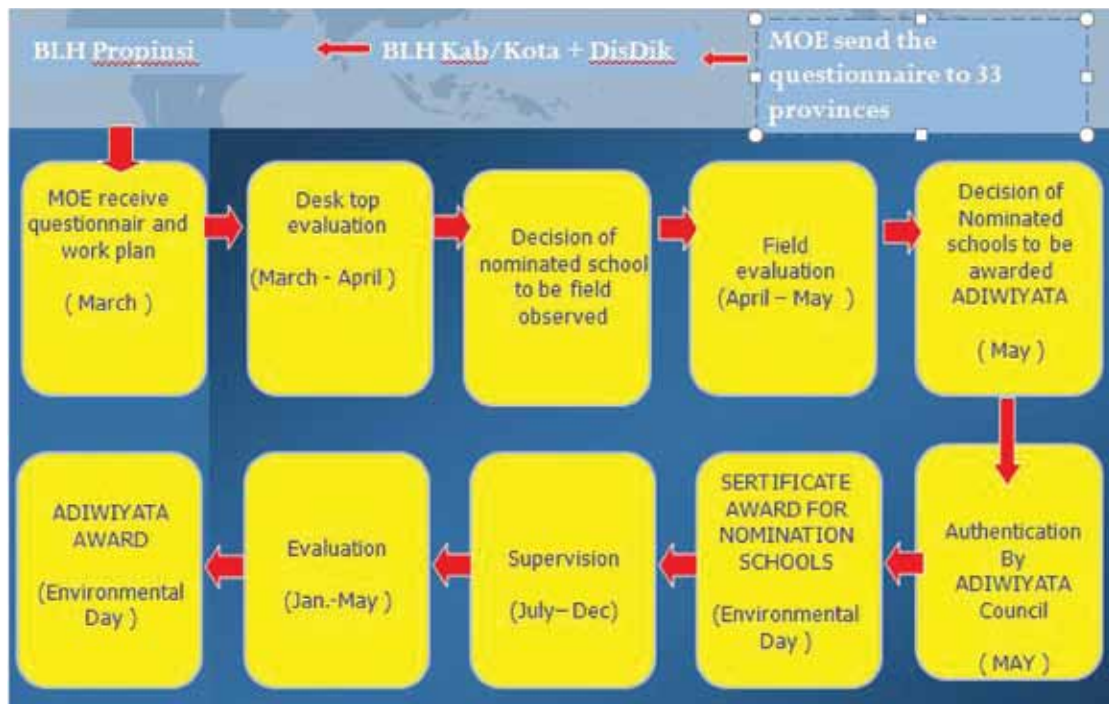 BLH Propinsi
BLH Kab/Kota + DisDik
MOE send the
questionnaire to 33
provinces
MOE receive
questionnair and
work plan
( March )
Desk top
evaluation
(March - April )
Decision of
nominated school
to be field
observed
Field
evaluation
(April – May )
Decision of
Nominated
schools to be
awarded
ADIWIYATA
( May )
ADIWIYATA
AWARD
(Environmental
Day )
Evaluation
(Jan.-May )
Supervision
(July– Dec)
SERTIFICATE
AWARD FOR
NOMINATION
SCHOOLS
(Environmental
Day )
Authentication
By
ADIWIYATA
Council
( MAY )